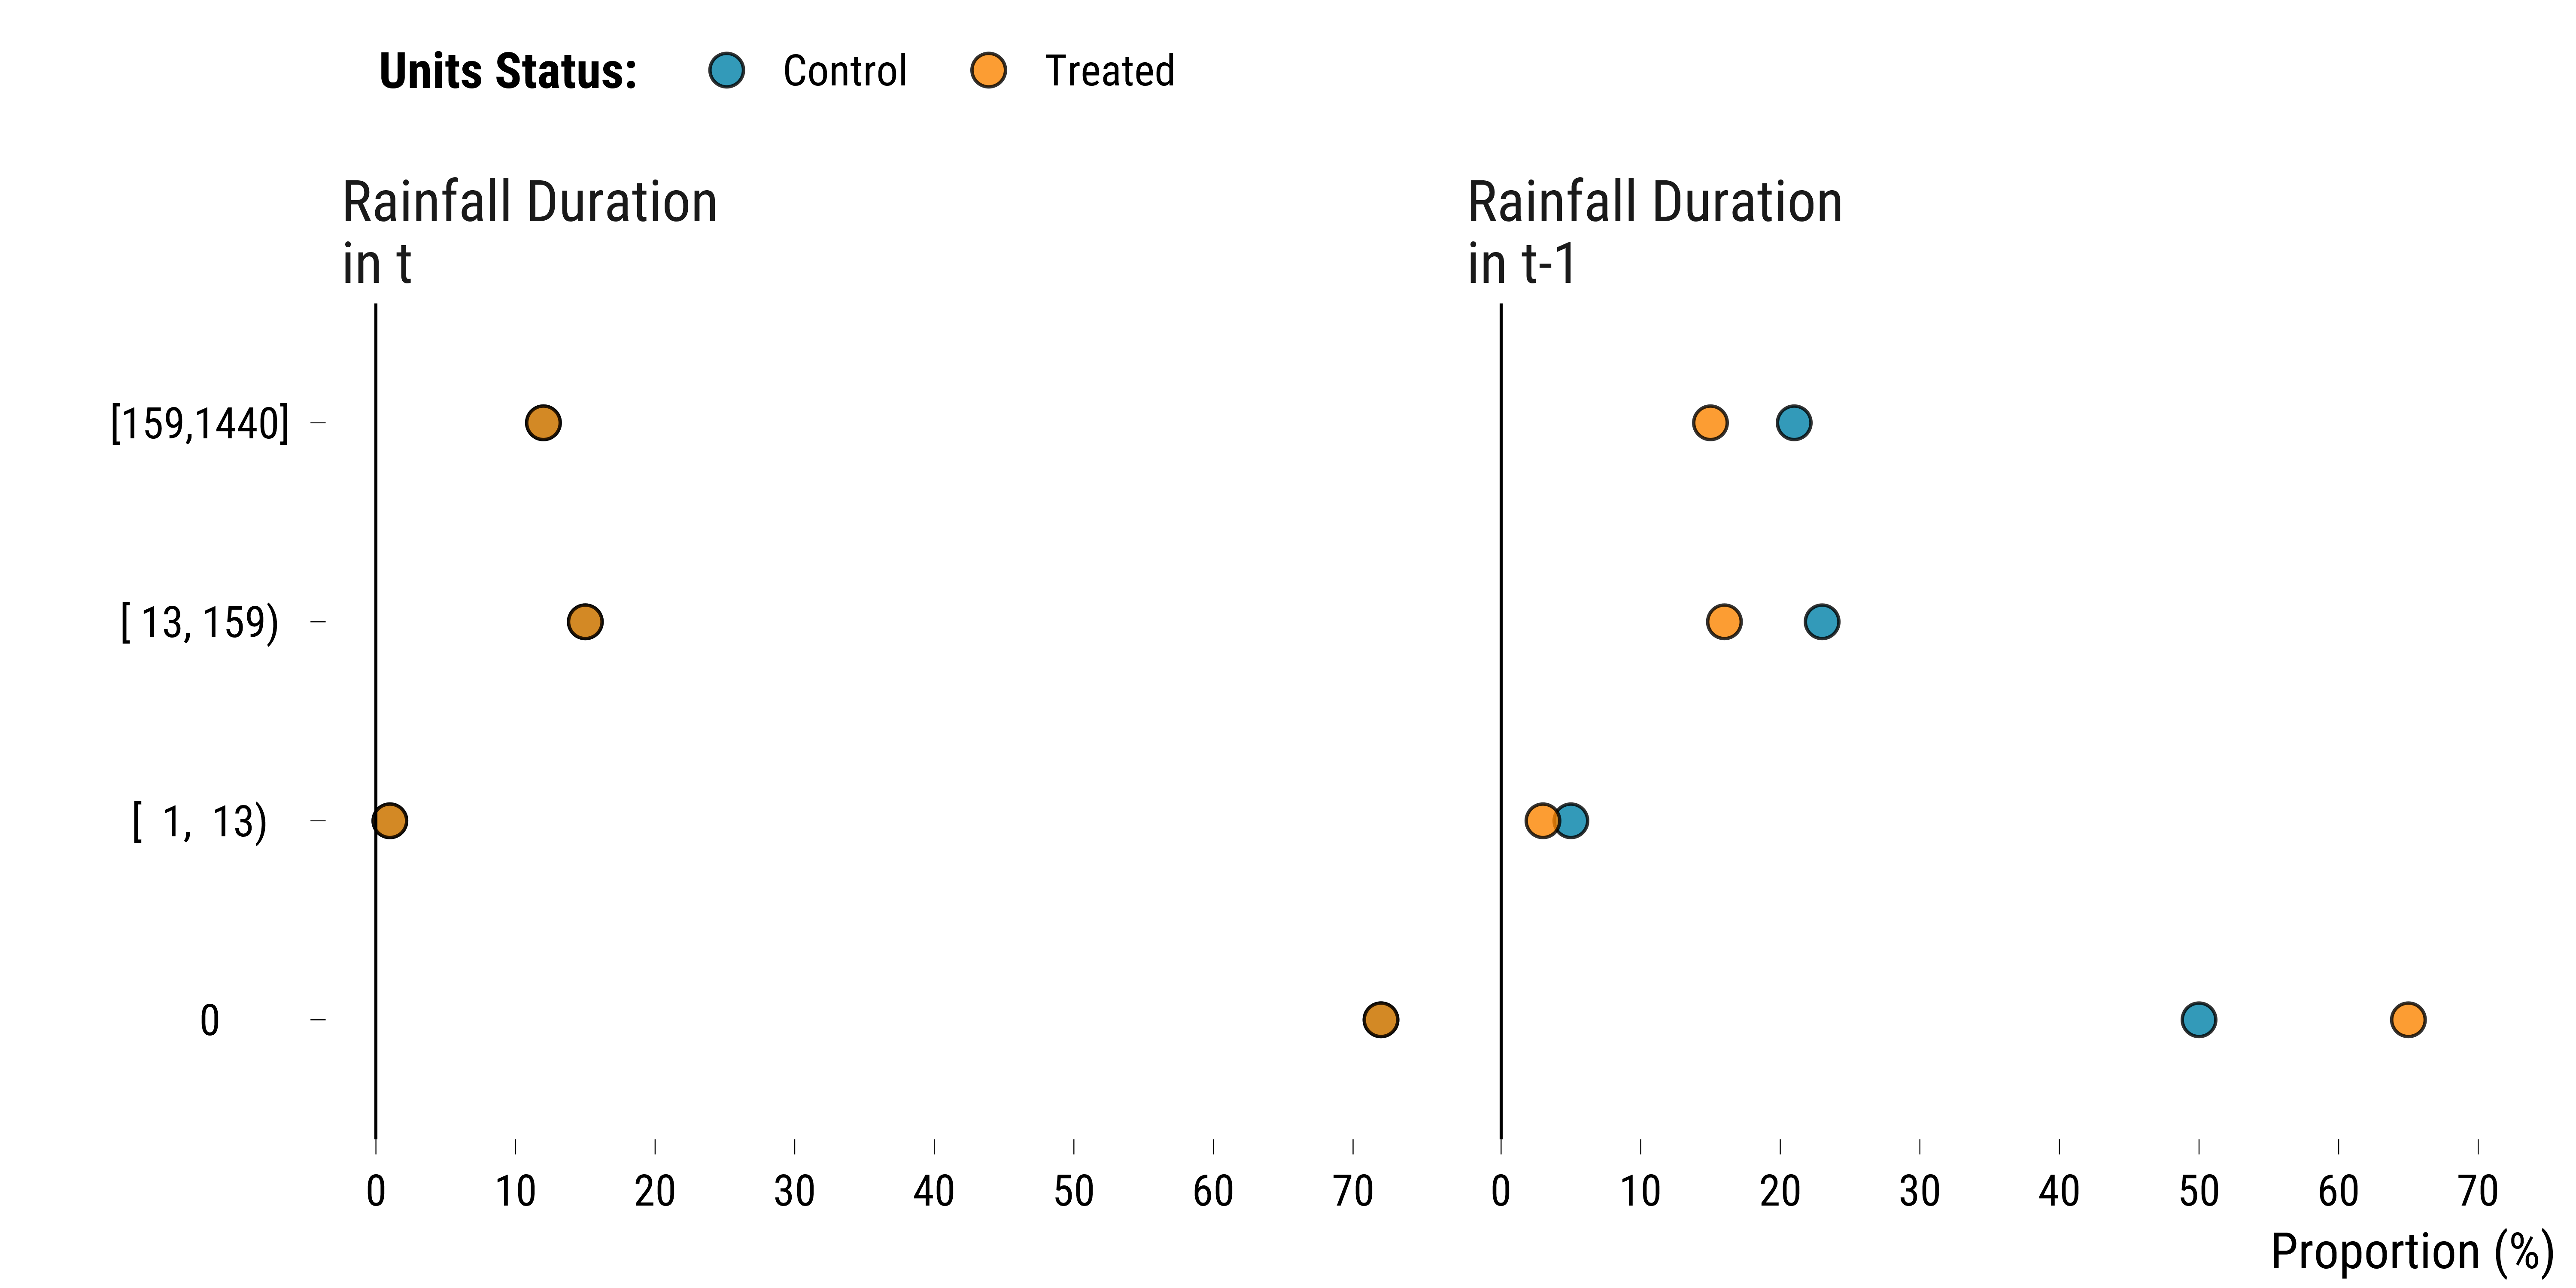 Units Status: Control Treated
Rainfall Duration
in t
Rainfall Duration
in t-1
[159,1440]
[ 13, 159)
[  1,  13)
0
0 10 20 30 40 50 60 70
0 10 20 30 40 50 60 70
Proportion (%)